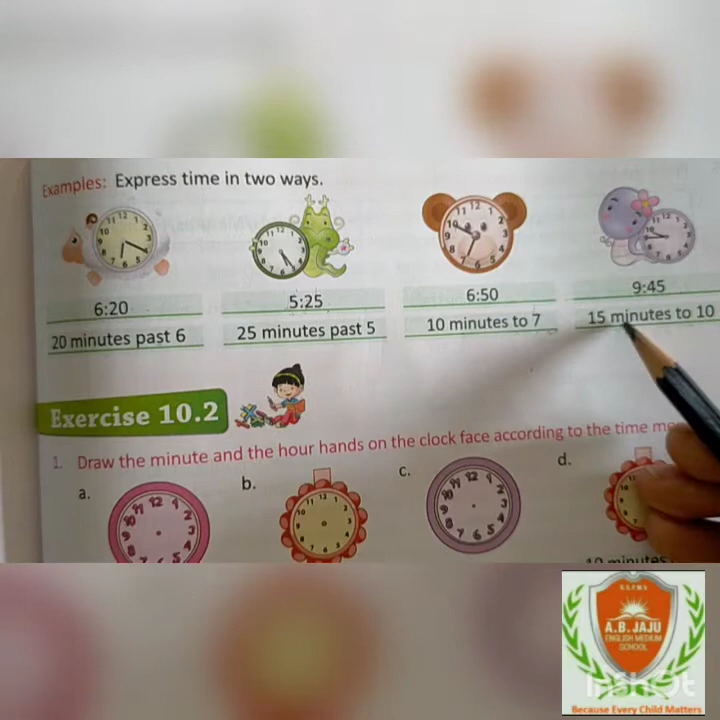 Examples: Express time in two ways.
6:20
5:25
6:50
9:45
20 minutes past 6
25 minutes past 5
10 minutes to 7
15 minutes to 10
Exercise 10.2
1. Draw the minute and the hour hands on the clock face according to the time
a.
b.
c.
d.
10 minutes
A.B. JAJU
ENGLISH MEDIUM
SCHOOL
Because Every Child Matters